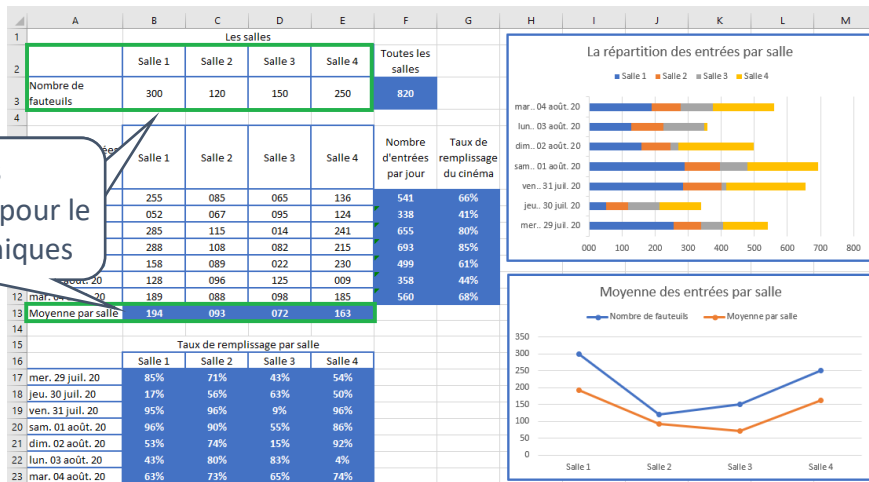 A B C D E F G H I J K L M
1 Les salles
2 Salle 1 Salle 2 Salle 3 Salle 4 Toutes les salles
3 Nombre de fauteuils 300 120 150 250 820
4
Salle 1 Salle 2 Salle 3 Salle 4 Nombre d'entrées par jour Taux de remplissage du cinéma
pour le
niques
255 085 065 136 541 66%
052 067 095 124 338 41%
285 115 014 241 655 80%
288 108 082 215 693 85%
158 089 022 230 499 61%
août. 20 128 096 125 009 358 44%
12 mar. 04 août. 20 189 088 098 185 560 68%
13 Moyenne par salle 194 093 072 163
14
15 Taux de remplissage par salle
16 Salle 1 Salle 2 Salle 3 Salle 4
17 mer. 29 juil. 20 85% 71% 43% 54%
18 jeu. 30 juil. 20 17% 56% 63% 50%
19 ven. 31 juil. 20 95% 96% 9% 96%
20 sam. 01 août. 20 96% 90% 55% 86%
21 dim. 02 août. 20 53% 74% 15% 92%
22 lun. 03 août. 20 43% 80% 83% 4%
23 mar. 04 août. 20 63% 73% 65% 74%
La répartition des entrées par salle
Salle 1 Salle 2 Salle 3 Salle 4
mar.. 04 août. 20
lun.. 03 août. 20
dim.. 02 août. 20
sam.. 01 août. 20
ven.. 31 juil. 20
jeu.. 30 juil. 20
mer.. 29 juil. 20
000 100 200 300 400 500 600 700 800
Moyenne des entrées par salle
Nombre de fauteuils Moyenne par salle
350
300
250
200
150
100
50
0
Salle 1 Salle 2 Salle 3 Salle 4